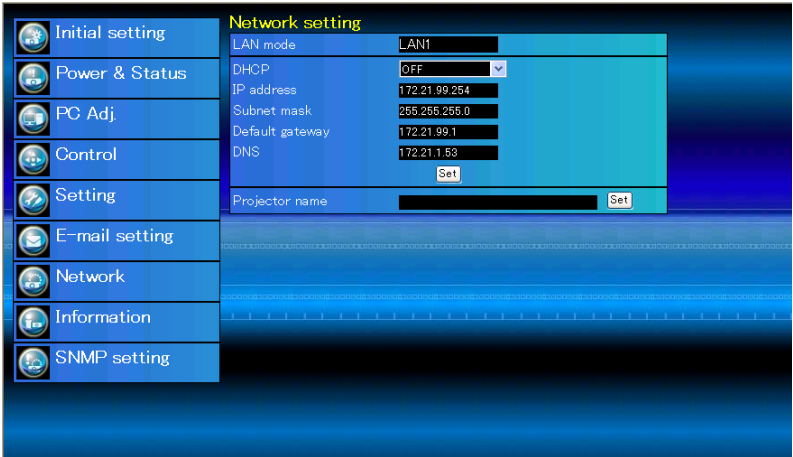 Initial setting
Power & Status
PC Adj.
Control
Setting
E-mail setting
Network
Information
SNMP setting
Network setting
LAN mode LAN1
DHCP OFF
IP address 172.21.99.254
Subnet mask 255.255.255.0
Default gateway 172.21.99.1
DNS 172.21.1.53
Set
Projector name Set